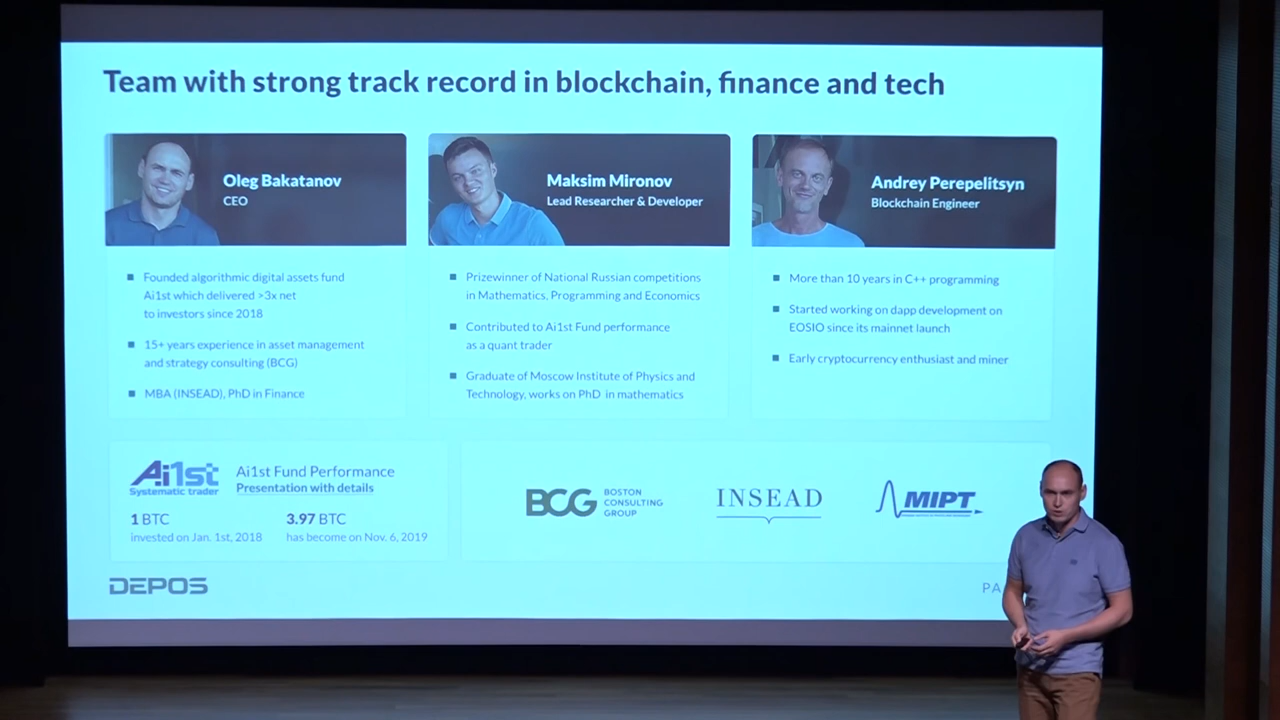 Team with strong track record in blockchain, finance and tech
Oleg Bakatanov
CEO
Founded algorithmic digital assets fund
Ai1st which delivered >3x net
to investors since 2018
15+ years experience in asset management
and strategy consulting (BCG)
MBA (INSEAD), PhD in Finance
Maksim Mironov
Lead Researcher & Developer
Prizewinner of National Russian competitions
in Mathematics, Programming and Economics
Contributed to Ai1st Fund performance
as a quant trader
Graduate of Moscow Institute of Physics and
Technology, works on PhD in mathematics
Andrey Perepelitsyn
Blockchain Engineer
More than 10 years in C++ programming
Started working on dapp development on
EOSIO since its mainnet launch
Early cryptocurrency enthusiast and miner
Ai1st
Systematic trader
Ai1st Fund Performance
Presentation with details
1 BTC
invested on Jan. 1st, 2018
3.97 BTC
has become on Nov. 6, 2019
BCG
BOSTON
CONSULTING
GROUP
INSEAD
MIPT
DEPOS
PA